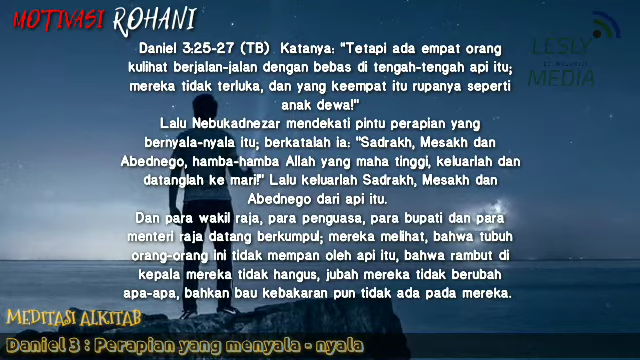 MOTIVASI ROHANI
LESLY
MEDIA
Daniel 3:25-27 (TB) Katanya: "Tetapi ada empat orang
kulihat berjalan-jalan dengan bebas di tengah-tengah api itu;
mereka tidak terluka, dan yang keempat itu rupanya seperti
anak dewa!"
Lalu Nebukadnezar mendekati pintu perapian yang
bernyala-nyala itu; berkatalah ia: "Sadrakh, Mesakh dan
Abednego, hamba-hamba Allah yang maha tinggi, keluarlah dan
datanglah ke mari!" Lalu keluarlah Sadrakh, Mesakh dan
Abednego dari api itu.
Dan para wakil raja, para penguasa, para bupati dan para
menteri raja datang berkumpul; mereka melihat, bahwa tubuh
orang-orang ini tidak mempan oleh api itu, bahwa rambut di
kepala mereka tidak hangus, jubah mereka tidak berubah
apa-apa, bahkan bau kebakaran pun tidak ada pada mereka.
MEDITASI ALKITAB
Daniel 3 : Perapian yang menyala - nyala